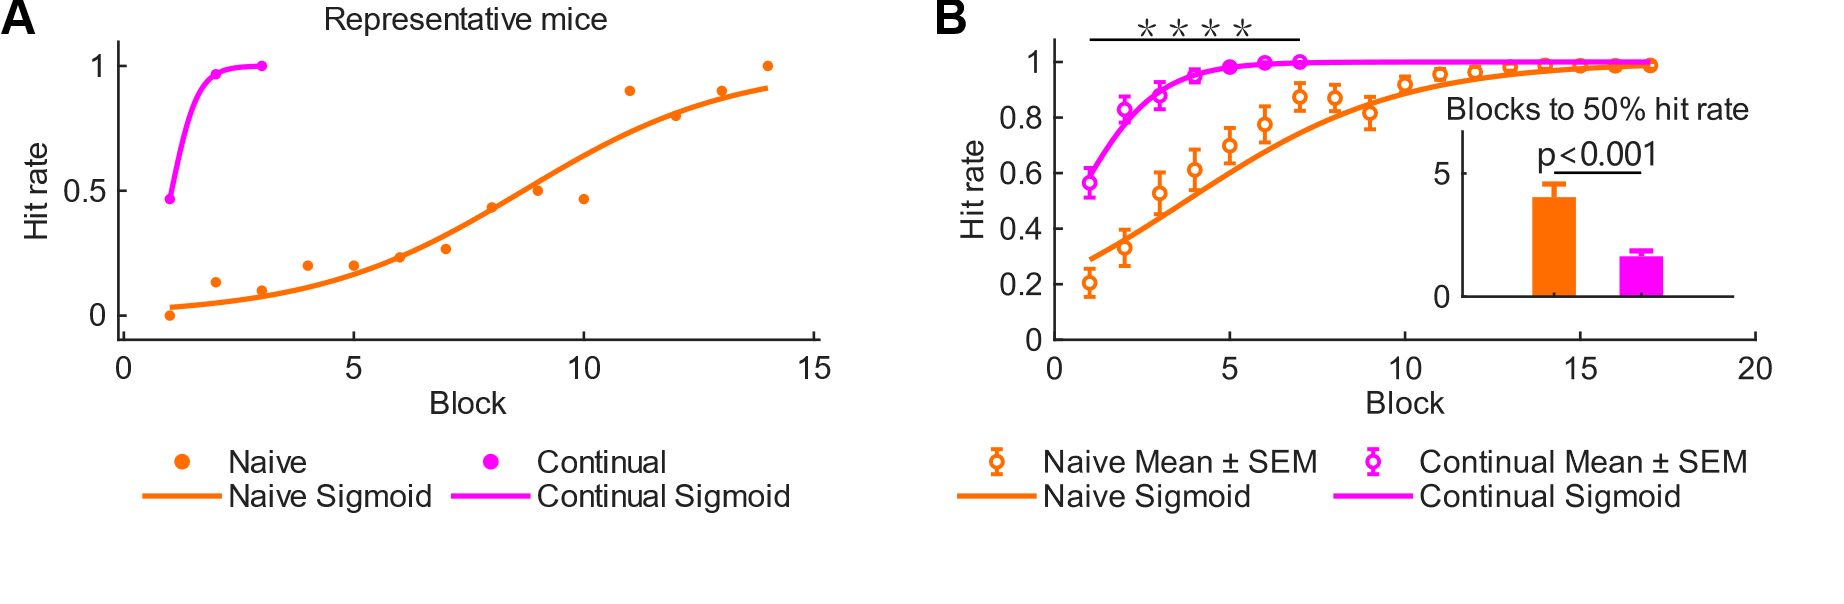 A
Representative mice
Hit rate
1
0.5
0
0
5
10
15
Block
Naive
Continual
Naive Sigmoid
Continual Sigmoid
B
* * * *
Hit rate
1
0.8
0.6
0.4
0.2
0
0
5
10
15
20
Block
Blocks to 50% hit rate
p<0.001
5
0
Naive Mean ± SEM
Continual Mean ± SEM
Naive Sigmoid
Continual Sigmoid